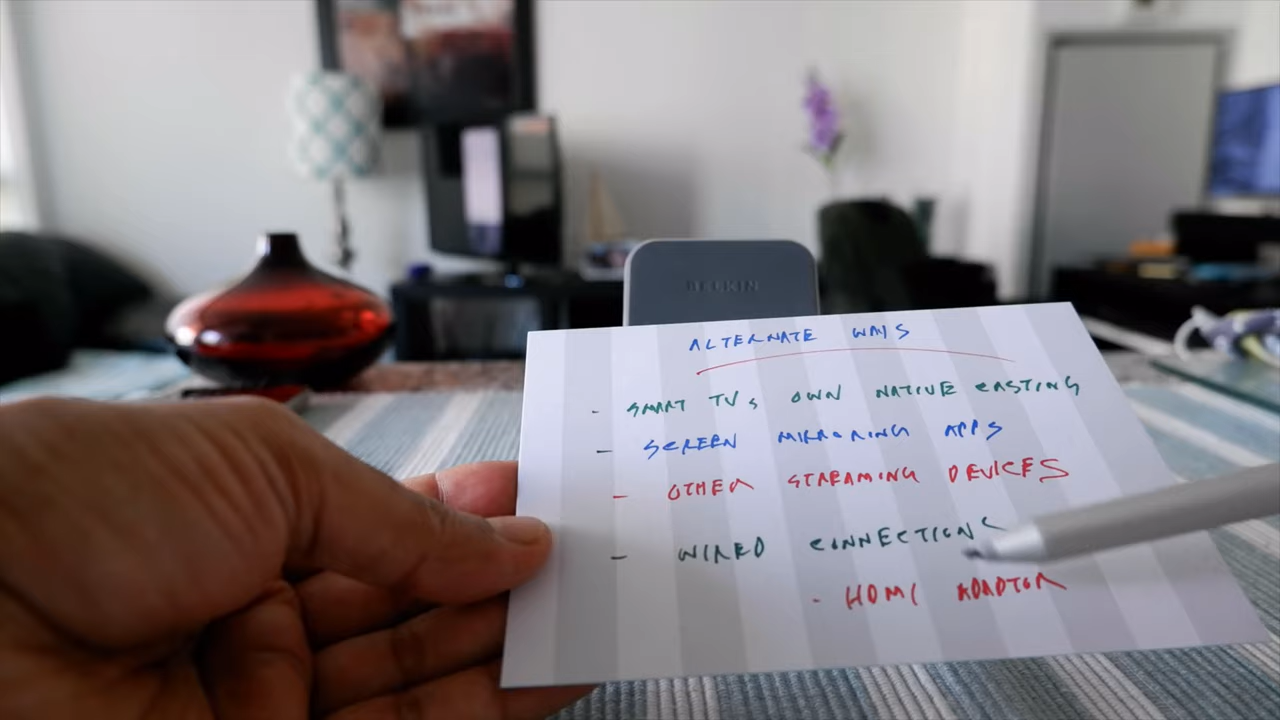 BELKIN
ALTERNATE WAYS
- SMART TVs OWN NATIVE CASTING
- SCREEN MIRRORING APPS
- OTHER STREAMING DEVICES
- WIRED CONNECTIONS
- HDMI ADAPTOR